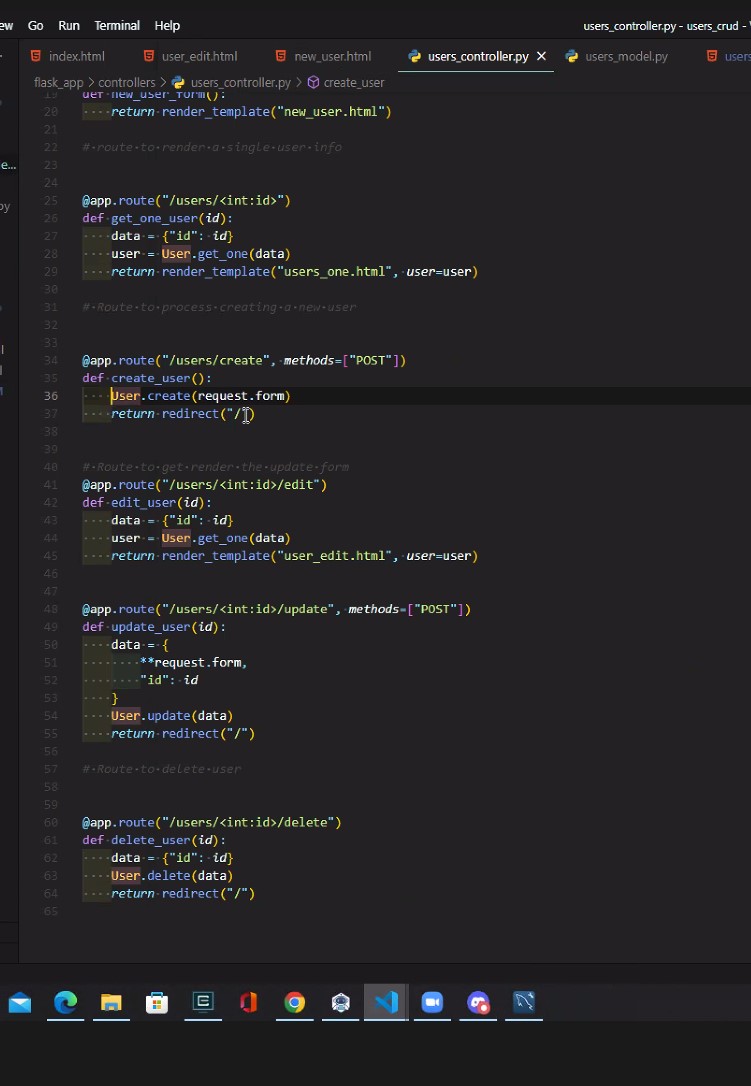 ew Go Run Terminal Help users_controller.py - users_crud -
index.html user_edit.html new_user.html users_controller.py × users_model.py users
flask_app > controllers > users_controller.py > create_user
19 def new_user_form():
20 return render_template("new_user.html")
21
22 # route to render a single user info
23
24
25 @app.route("/users/<int:id>")
26 def get_one_user(id):
27 data = {"id": id}
28 user = User.get_one(data)
29 return render_template("users_one.html", user=user)
30
31 # Route to process creating a new user
32
33
34 @app.route("/users/create", methods=["POST"])
35 def create_user():
36 User.create(request.form)
37 return redirect("/")
38
39
40 # Route to get render the update form
41 @app.route("/users/<int:id>/edit")
42 def edit_user(id):
43 data = {"id": id}
44 user = User.get_one(data)
45 return render_template("user_edit.html", user=user)
46
47
48 @app.route("/users/<int:id>/update", methods=["POST"])
49 def update_user(id):
50 data = {
51 **request.form,
52 "id": id
53 }
54 User.update(data)
55 return redirect("/")
56
57 # Route to delete user
58
59
60 @app.route("/users/<int:id>/delete")
61 def delete_user(id):
62 data = {"id": id}
63 User.delete(data)
64 return redirect("/")
65